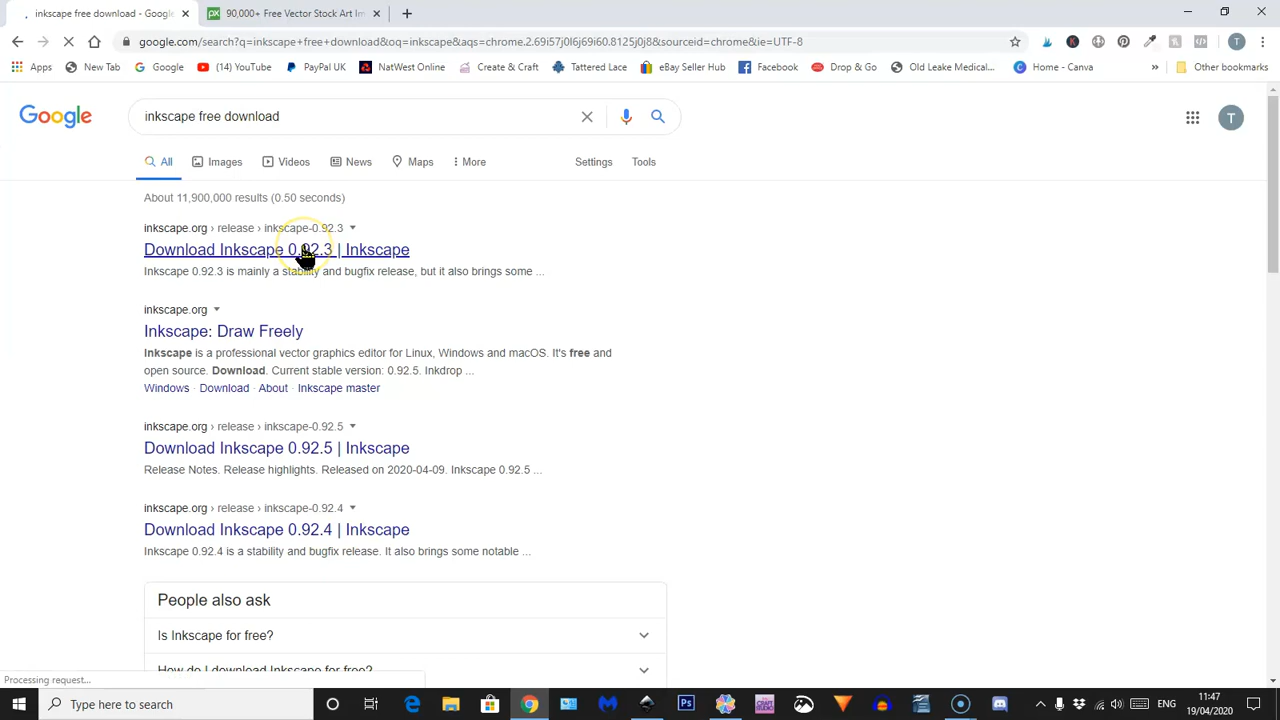 inkscape free download - Google
90,000+ Free Vector Stock Art Im
google.com/search?q=inkscape+free+download&oq=inkscape&aqs=chrome.2.69i57j0l6j69i60.8125j0j8&sourceid=chrome&ie=UTF-8
Apps New Tab Google (14) YouTube PayPal UK NatWest Online Create & Craft Tattered Lace eBay Seller Hub Facebook Drop & Go Old Leake Medical... Home - Canva » Other bookmarks
Google
inkscape free download
T
All Images Videos News Maps More Settings Tools
About 11,900,000 results (0.50 seconds)
inkscape.org › release › inkscape-0.92.3
Download Inkscape 0.92.3 | Inkscape
Inkscape 0.92.3 is mainly a stability and bugfix release, but it also brings some ...
inkscape.org
Inkscape: Draw Freely
Inkscape is a professional vector graphics editor for Linux, Windows and macOS. It's free and
open source. Download. Current stable version: 0.92.5. Inkdrop ...
Windows · Download · About · Inkscape master
inkscape.org › release › inkscape-0.92.5
Download Inkscape 0.92.5 | Inkscape
Release Notes. Release highlights. Released on 2020-04-09. Inkscape 0.92.5 ...
inkscape.org › release › inkscape-0.92.4
Download Inkscape 0.92.4 | Inkscape
Inkscape 0.92.4 is a stability and bugfix release. It also brings some notable ...
People also ask
Is Inkscape for free?
How do I download Inkscape for free?
Processing request...
Type here to search
Ps
CRAFT
ENG
11:47
19/04/2020